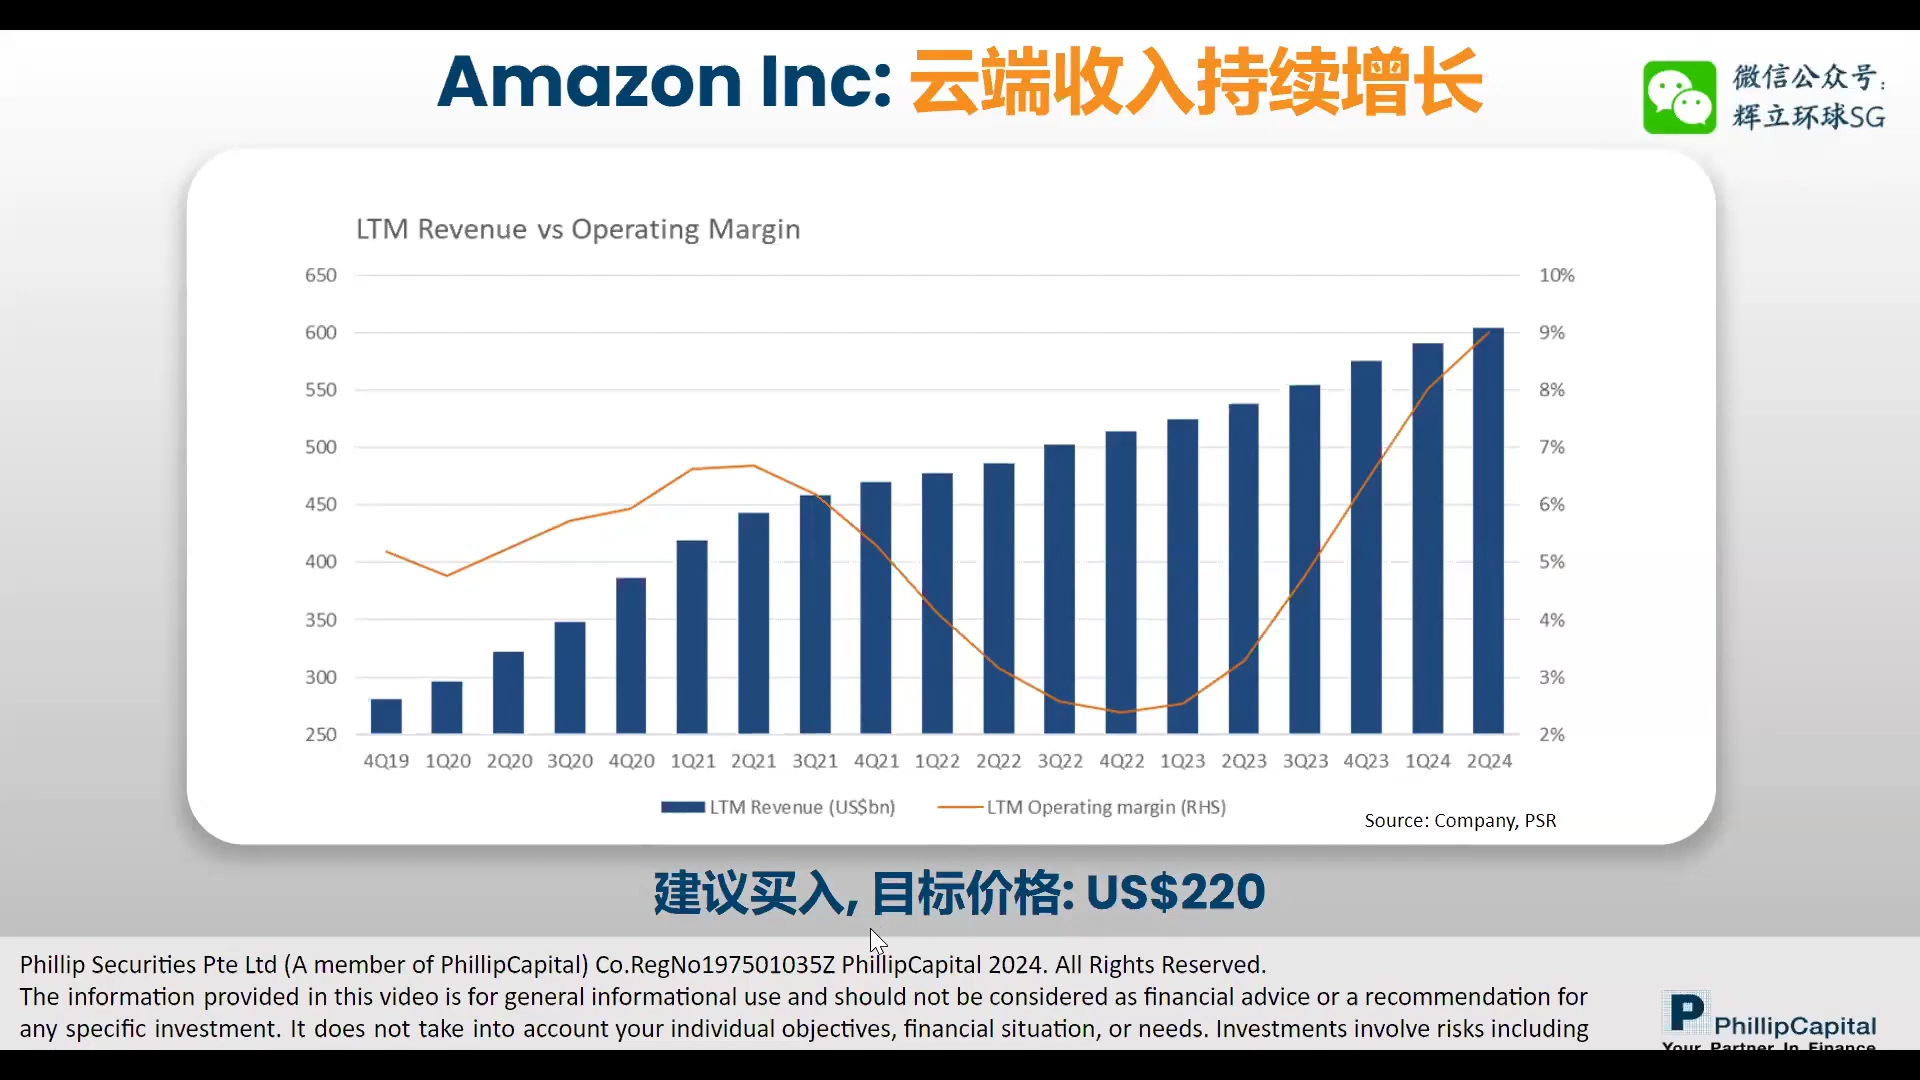 Amazon Inc: 云端收入持续增长
微信公众号:
辉立环球SG
LTM Revenue vs Operating Margin
650
600
550
500
450
400
350
300
250
10%
9%
8%
7%
6%
5%
4%
3%
2%
4Q19 1Q20 2Q20 3Q20 4Q20 1Q21 2Q21 3Q21 4Q21 1Q22 2Q22 3Q22 4Q22 1Q23 2Q23 3Q23 4Q23 1Q24 2Q24
LTM Revenue (US$bn) LTM Operating margin (RHS)
Source: Company, PSR
建议买入, 目标价格: US$220
Phillip Securities Pte Ltd (A member of PhillipCapital) Co.RegNo197501035Z PhillipCapital 2024. All Rights Reserved.
The information provided in this video is for general informational use and should not be considered as financial advice or a recommendation for
any specific investment. It does not take into account your individual objectives, financial situation, or needs. Investments involve risks including
PhillipCapital
Your Partner In Finance